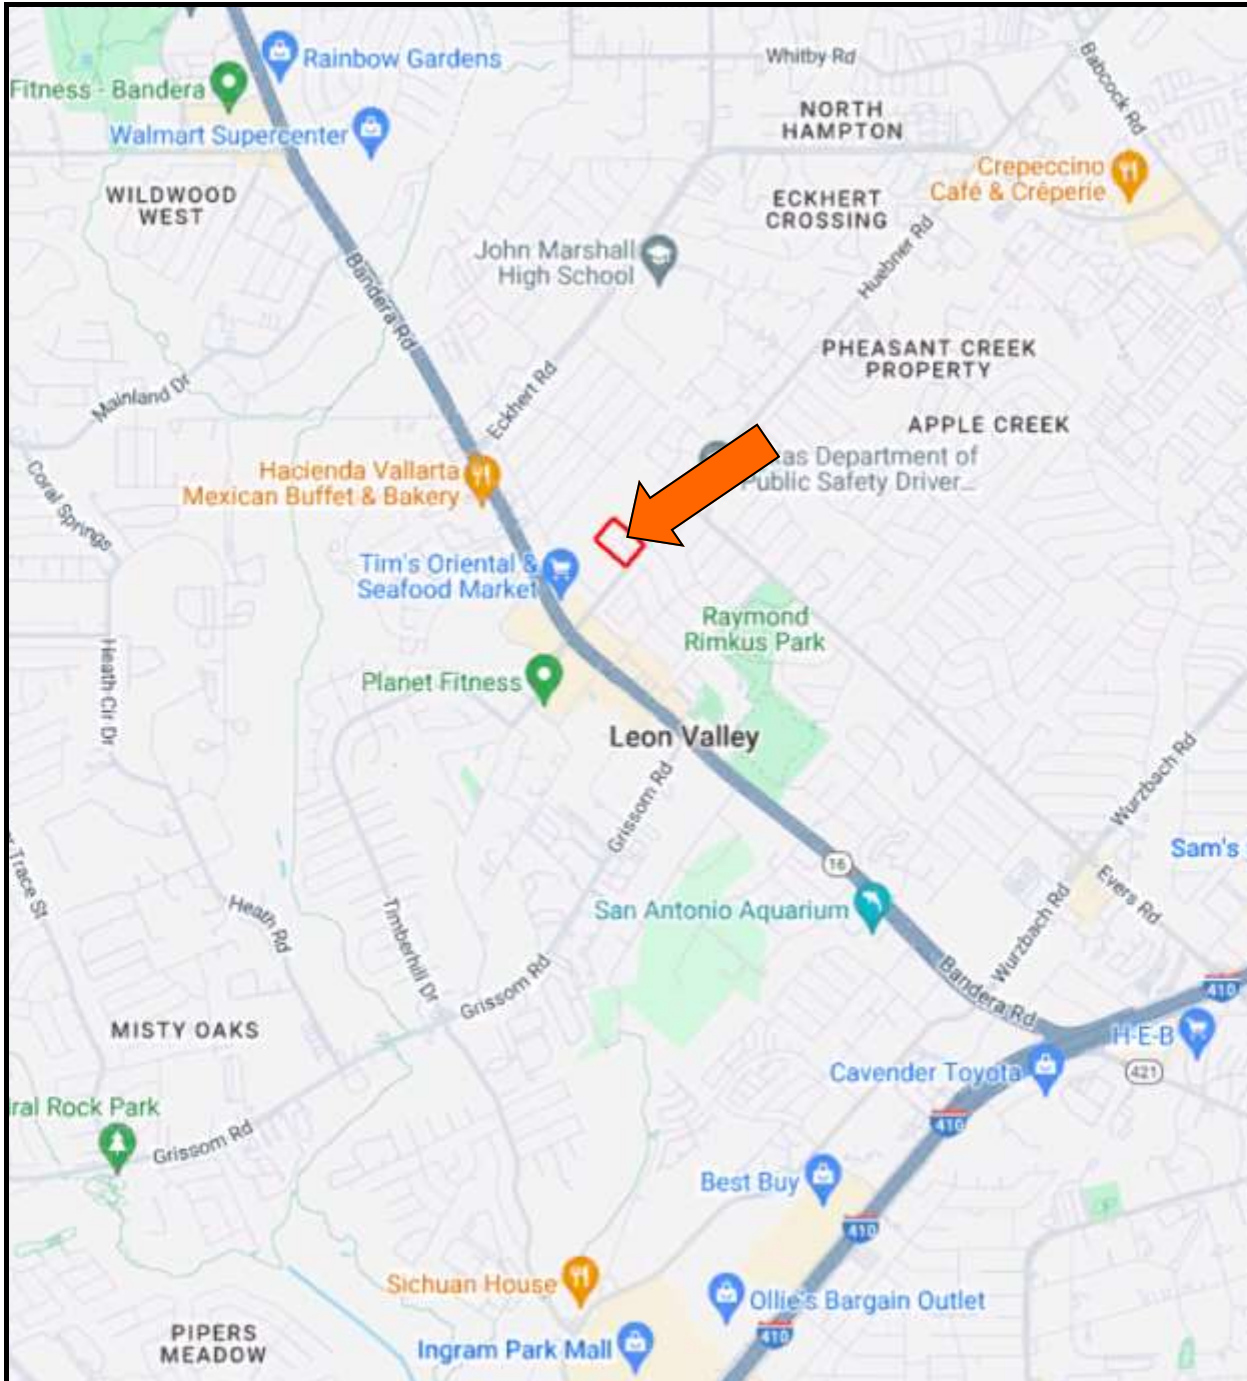 Rainbow Gardens
Whitby Rd
Babcock Rd
Fitness - Bandera
Walmart Supercenter
NORTH
HAMPTON
Crepeccino
Café & Crêperie
WILDWOOD
WEST
ECKHERT
CROSSING
John Marshall
High School
Huebner Rd
Bandera Rd
PHEASANT CREEK
PROPERTY
Mainland Dr
Eckhert Rd
APPLE CREEK
Hacienda Vallarta
Mexican Buffet & Bakery
as Department of
Public Safety Driver...
Coral Springs
Tim's Oriental &
Seafood Market
Raymond
Rimkus Park
Heath Cir Dr
Planet Fitness
Leon Valley
Grissom Rd
Wurzbach Rd
Sam's
16
r Trace St
Evers Rd
Heath Rd
Timberhill Dr
San Antonio Aquarium
Wurzbach Rd
Grissom Rd
Bandera Rd
410
MISTY OAKS
H-E-B
Cavender Toyota
421
ral Rock Park
410
Grissom Rd
Best Buy
410
Sichuan House
Ollie's Bargain Outlet
410
PIPERS
MEADOW
Ingram Park Mall